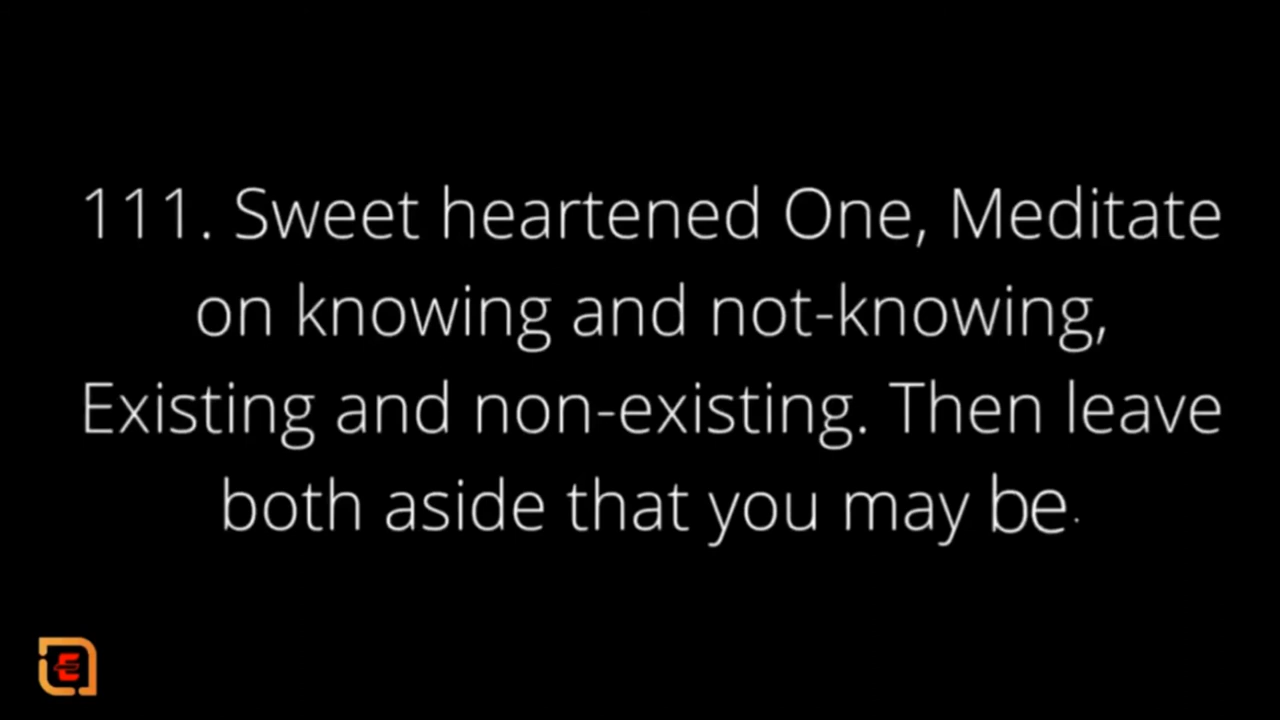 111. Sweet heartened One, Meditate
on knowing and not-knowing,
Existing and non-existing. Then leave
both aside that you may be.
E